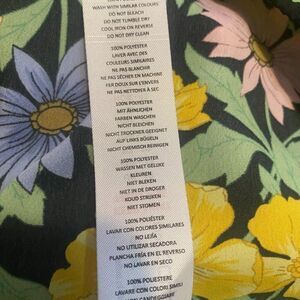 WASH WITH SIMILAR COLOURS
DO NOT BLEACH
DO NOT TUMBLE DRY
COOL IRON ON REVERSE
DO NOT DRY CLEAN
100% POLYESTER
LAVER AVEC DES
COULEURS SIMILAIRES
NE PAS BLANCHIR
NE PAS SÉCHER EN MACHINE
FER DOUX SUR L'ENVERS
NE PAS NETTOYER À SEC
100% POLYESTER
MIT ÄHNLICHEN
FARBEN WASCHEN
NICHT BLEICHEN
NICHT TROCKNER GEEIGNET
AUF LINKS BÜGELN
NICHT CHEMISCH REINIGEN
100% POLYESTER
WASSEN MET GELIJKE
KLEUREN
NIET BLEKEN
NIET IN DE DROGER
KOUD STRIJKEN
NIET STOMEN
100% POLIÉSTER
LAVAR CON COLORES SIMILARES
NO LEJÍA
NO UTILIZAR SECADORA
PLANCHA FRÍA EN EL REVERSO
NO LAVAR EN SECO
100% POLIESTERE
LAVARE CON COLORI SIMILI